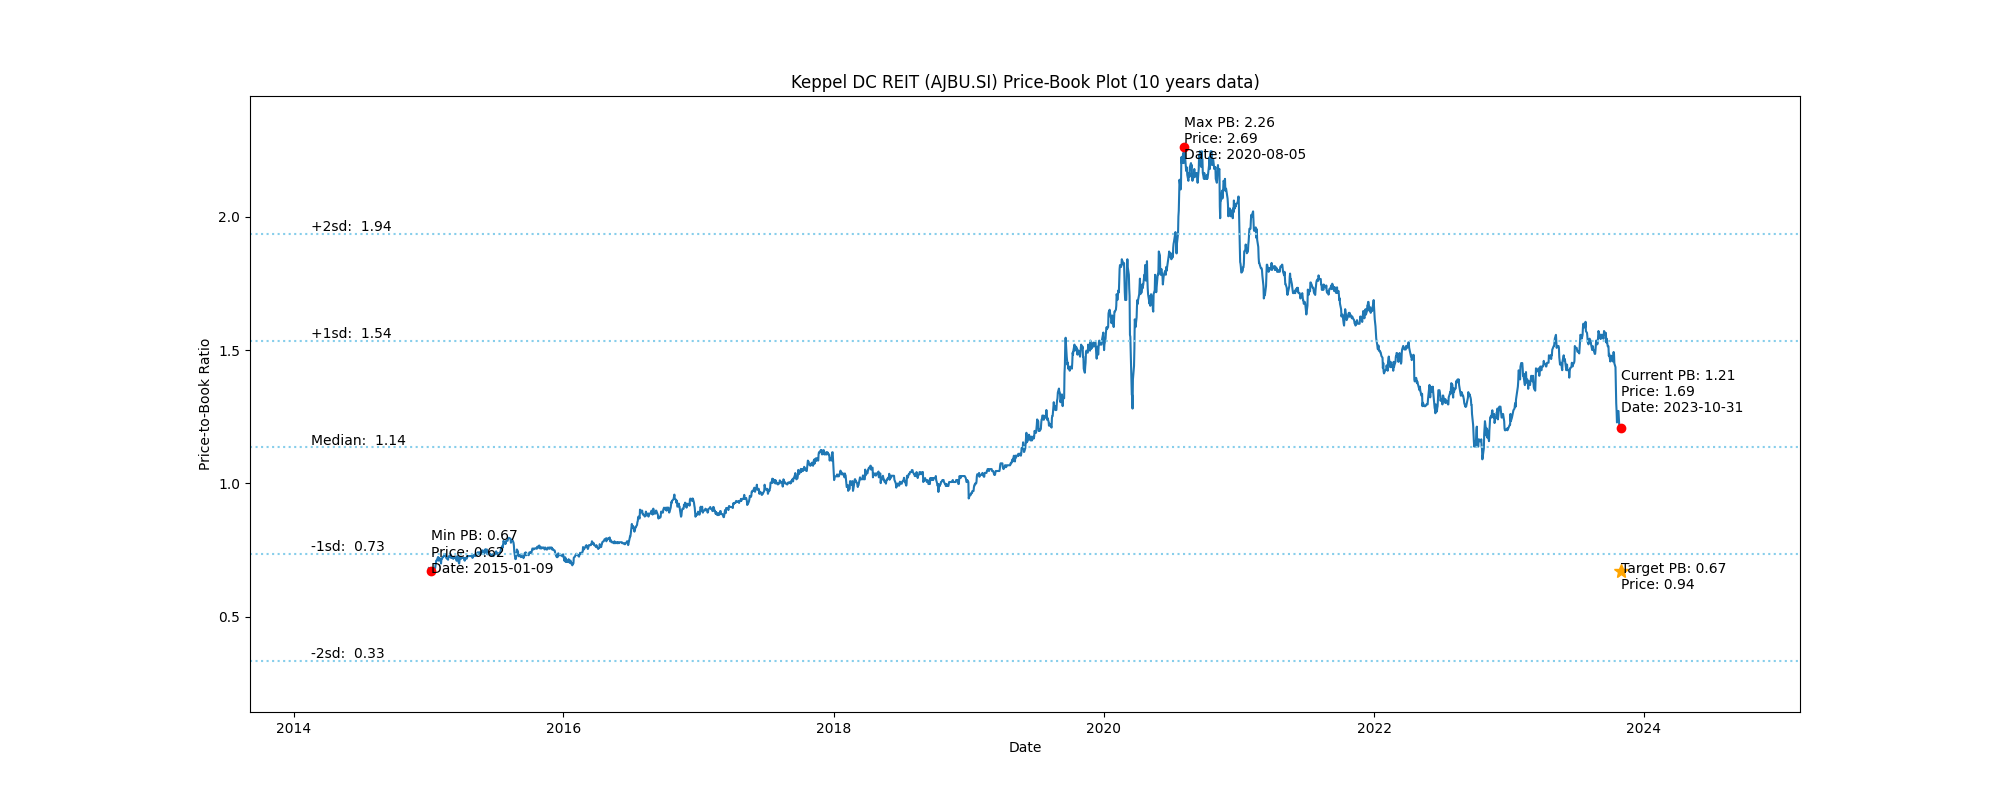 Keppel DC REIT (AJBU.SI) Price-Book Plot (10 years data)
Max PB: 2.26
Price: 2.69
Date: 2020-08-05
+2sd:  1.94
+1sd:  1.54
Median:  1.14
-1sd:  0.73
-2sd:  0.33
Current PB: 1.21
Price: 1.69
Date: 2023-10-31
Min PB: 0.67
Price: 0.62
Date: 2015-01-09
Target PB: 0.67
Price: 0.94
Price-to-Book Ratio
2.0
1.5
1.0
0.5
2014
2016
2018
2020
2022
2024
Date